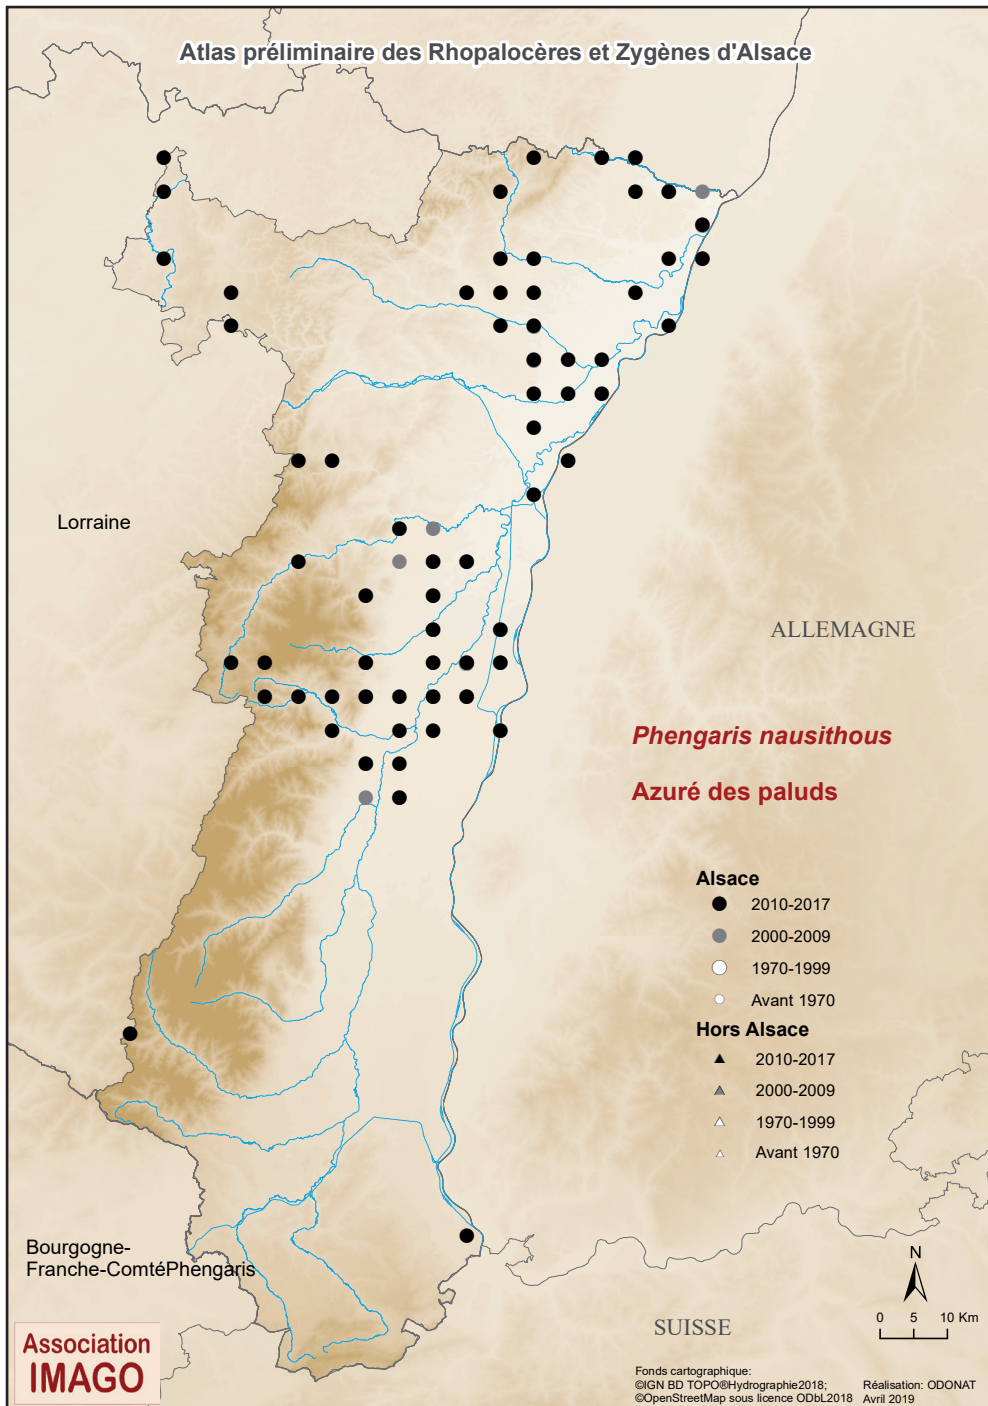 Atlas préliminaire des Rhopalocères et Zygènes d'Alsace
Lorraine
ALLEMAGNE
Phengaris nausithous
Azuré des paluds
Alsace
2010-2017
2000-2009
1970-1999
Avant 1970
Hors Alsace
2010-2017
2000-2009
1970-1999
Avant 1970
Bourgogne-
Franche-ComtéPhengaris
N
0 5 10 Km
SUISSE
Association
IMAGO
Fonds cartographique:
©IGN BD TOPO®Hydrographie2018;
©OpenStreetMap sous licence ODbL2018
Réalisation: ODONAT
Avril 2019